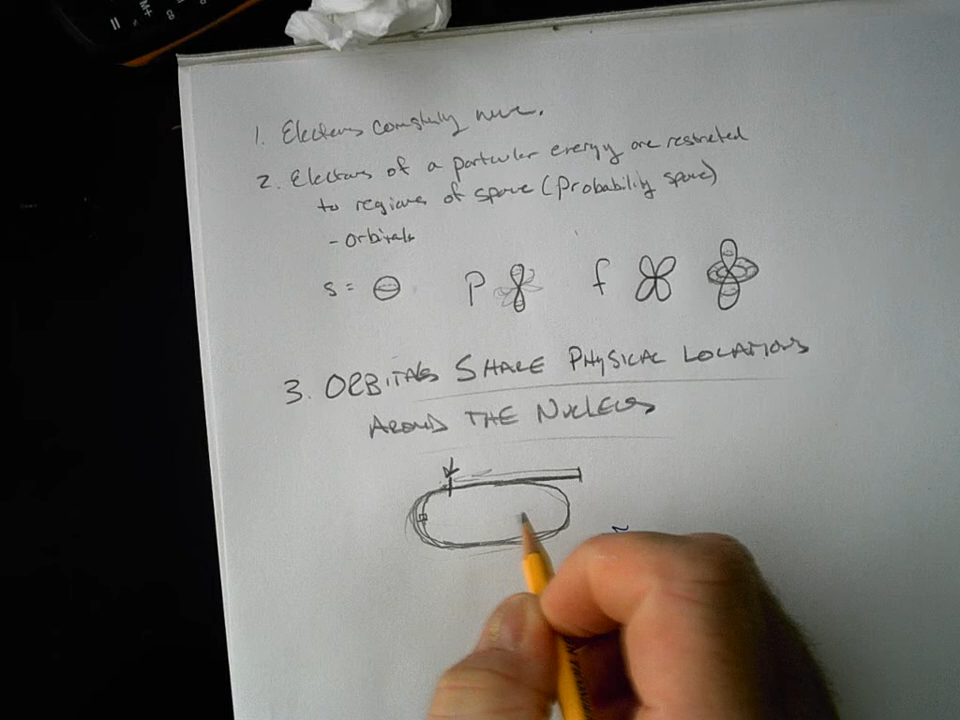 1. Electrons constantly move.
2. Electrons of a particular energy are restricted
to regions of space (Probability space)
- Orbitals
s = P f
3. ORBITALS SHARE PHYSICAL LOCATIONS
AROUND THE NUCLEUS
M+